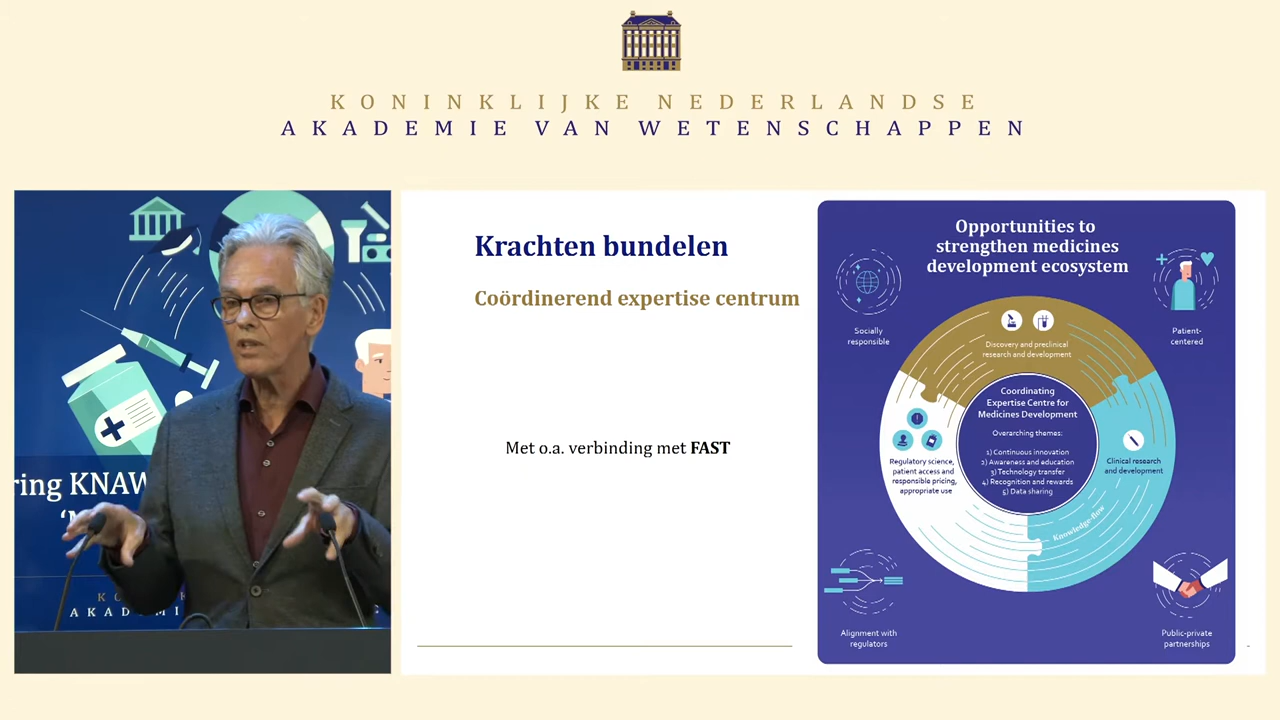 KONINKLIJKE NEDERLANDSE
AKADEMIE VAN WETENSCHAPPEN
ring KNAW
Krachten bundelen
Coördinerend expertise centrum
Met o.a. verbinding met FAST
Opportunities to
strengthen medicines
development ecosystem
Socially
responsible
Patient-
centered
Discovery and preclinical
research and development
Coordinating
Expertise Centre for
Medicines Development
Overarching themes:
1) Continuous innovation
2) Awareness and education
3) Technology transfer
4) Recognition and rewards
5) Data sharing
Regulatory science,
patient access and
responsible pricing,
appropriate use
Clinical research
and development
Knowledge-flow
Alignment with
regulators
Public-private
partnerships